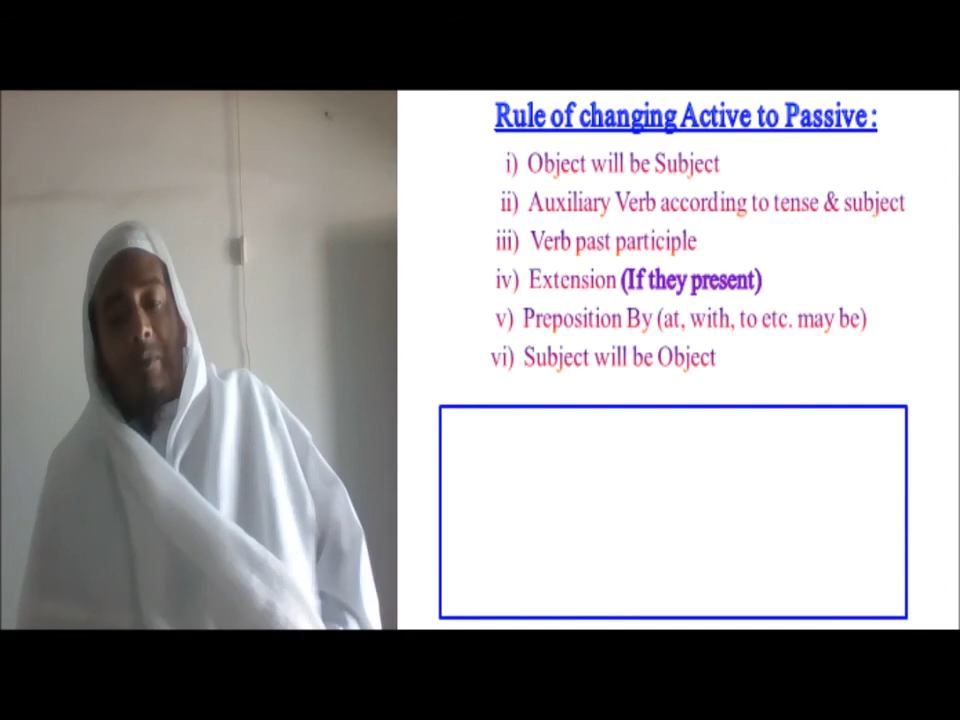 Rule of changing Active to Passive :
i) Object will be Subject
ii) Auxiliary Verb according to tense & subject
iii) Verb past participle
iv) Extension (If they present)
v) Preposition By (at, with, to etc. may be)
vi) Subject will be Object